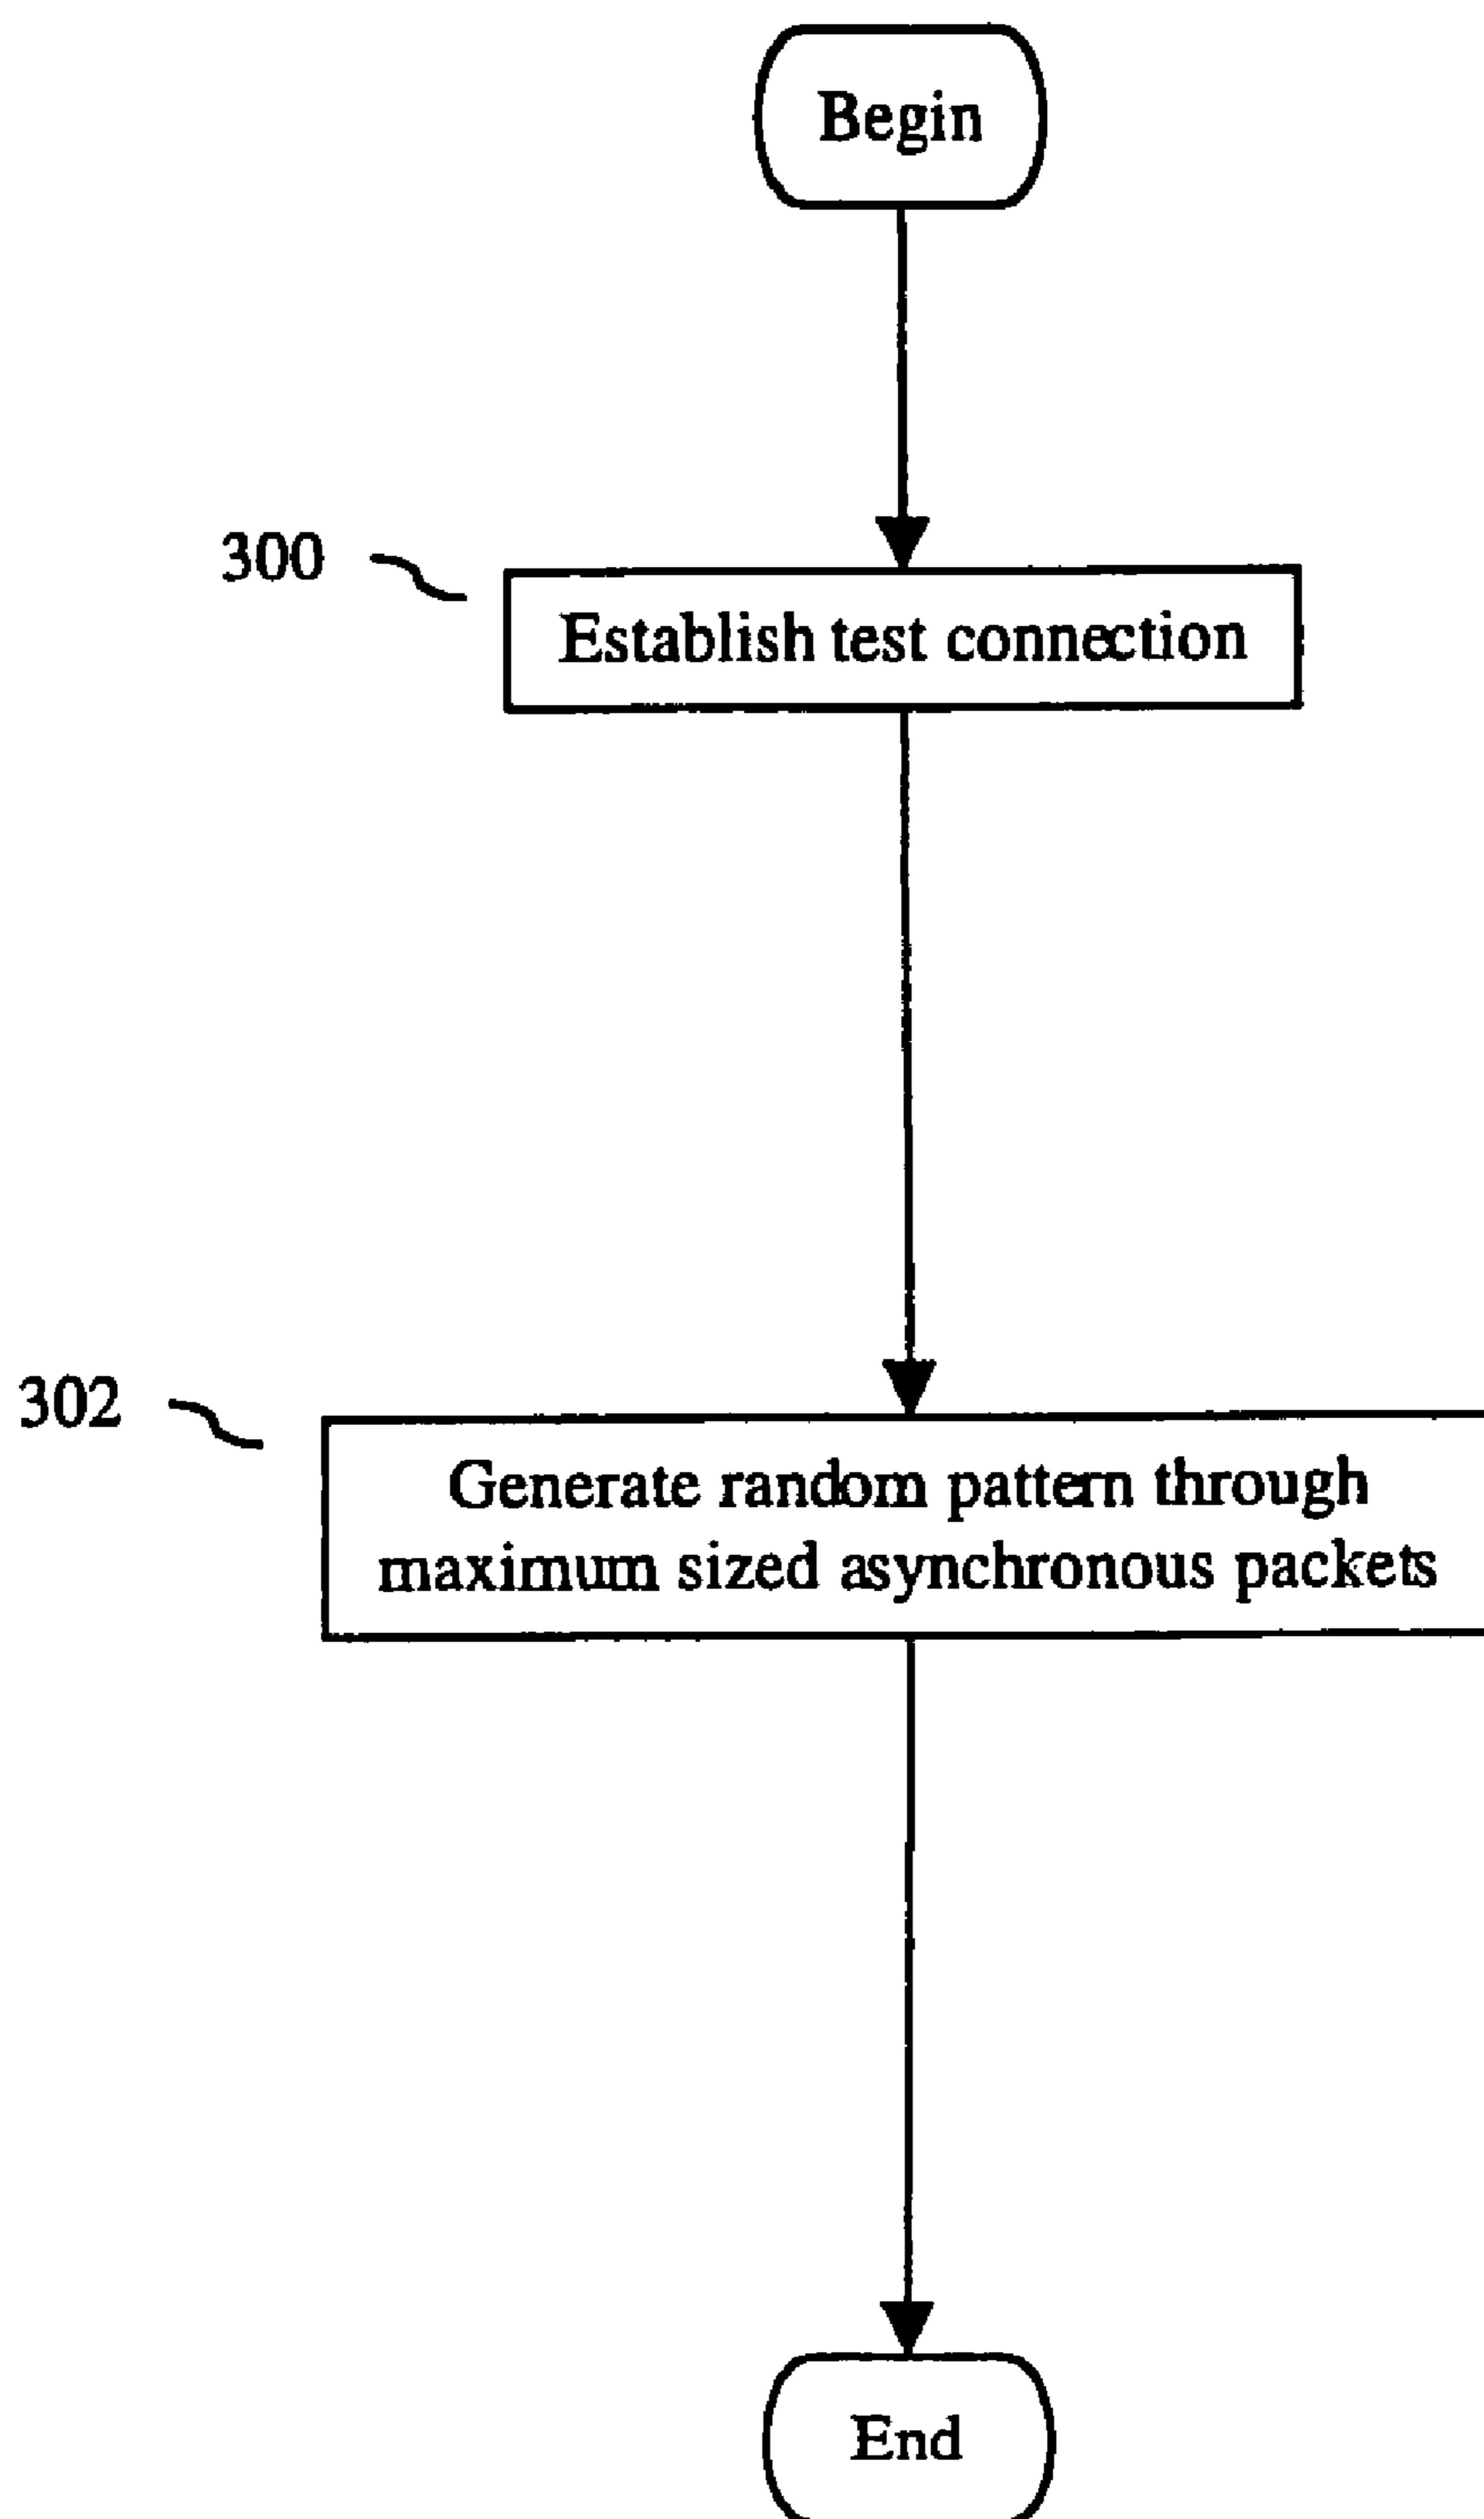 Begin
300
Establish test connection
302
Generate random pattern through
maximum sized asynchronous packets
End